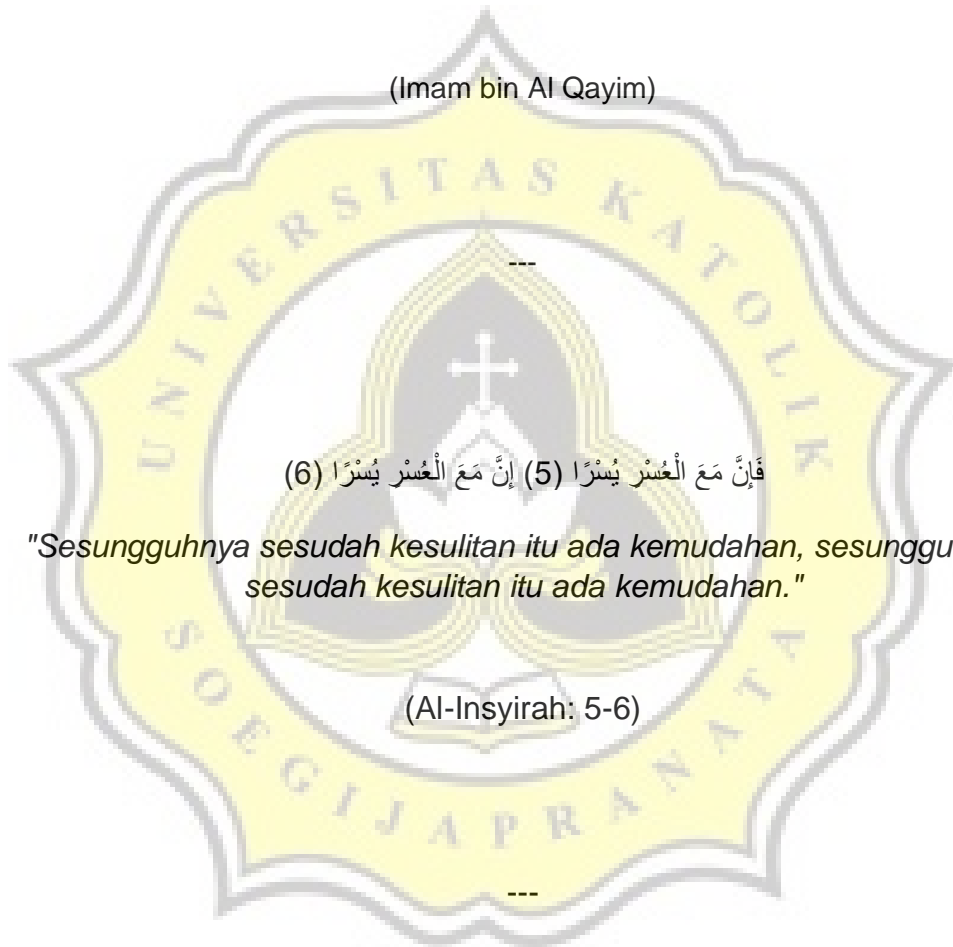 (Imam bin Al Qayim)
UNIVERSITAS KATOLIK
---
فَإِنَّ مَعَ الْعُسْرِ يُسْرًا (5) إِنَّ مَعَ الْعُسْرِ يُسْرًا (6)
"Sesungguhnya sesudah kesulitan itu ada kemudahan, sesunggu
sesudah kesulitan itu ada kemudahan."
(Al-Insyirah: 5-6)
SOEGIJAPRANATA
---